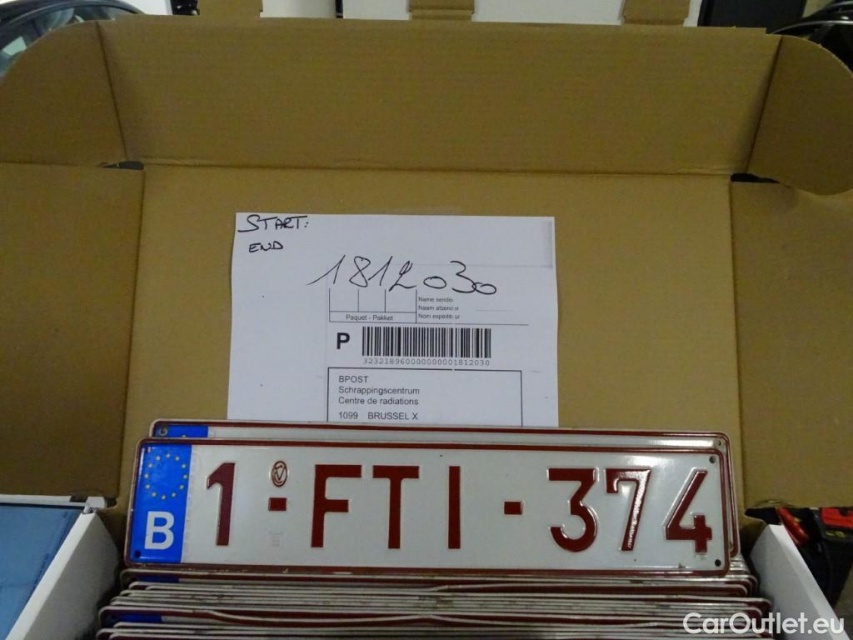 START:
END
1812030
Name sender
Naam afzender
Nom expéditeur
Paquet - Pakket
P
32321896000000001812030
BPOST
Schrappingscentrum
Centre de radiations
1099 BRUSSEL X
B 1-FTI-374
CarOutlet.eu